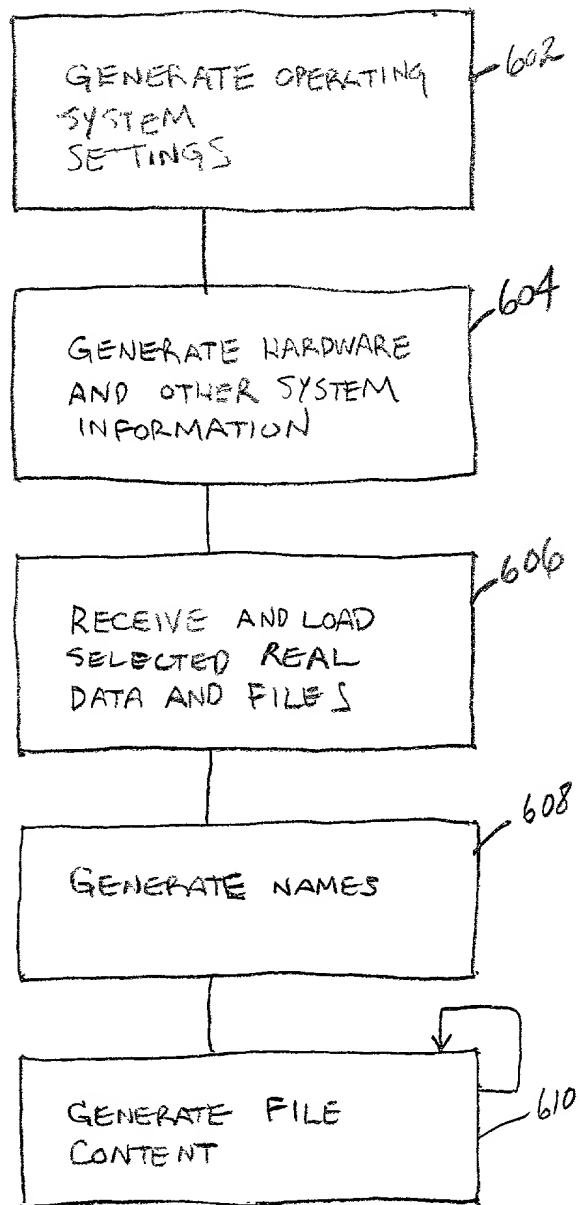 GENERATE OPERATING
SYSTEM
SETTINGS
602
GENERATE HARDWARE
AND OTHER SYSTEM
INFORMATION
604
RECEIVE AND LOAD
SELECTED REAL
DATA AND FILES
606
GENERATE NAMES
608
GENERATE FILE
CONTENT
610